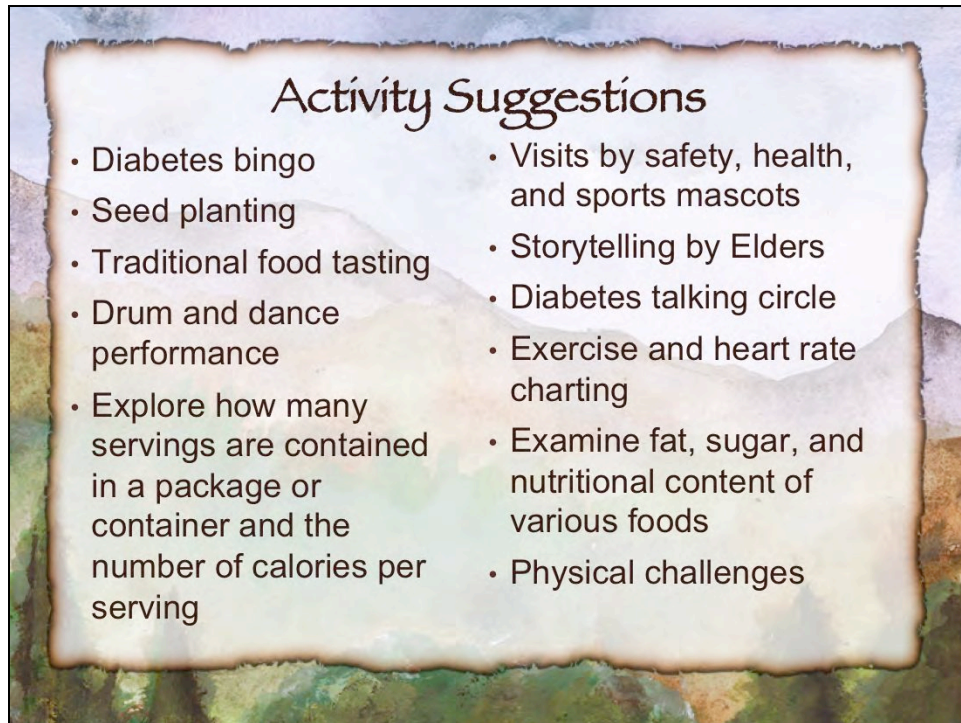 Activity Suggestions
• Diabetes bingo
• Seed planting
• Traditional food tasting
• Drum and dance
performance
• Explore how many
servings are contained
in a package or
container and the
number of calories per
serving
• Visits by safety, health,
and sports mascots
• Storytelling by Elders
• Diabetes talking circle
• Exercise and heart rate
charting
• Examine fat, sugar, and
nutritional content of
various foods
• Physical challenges